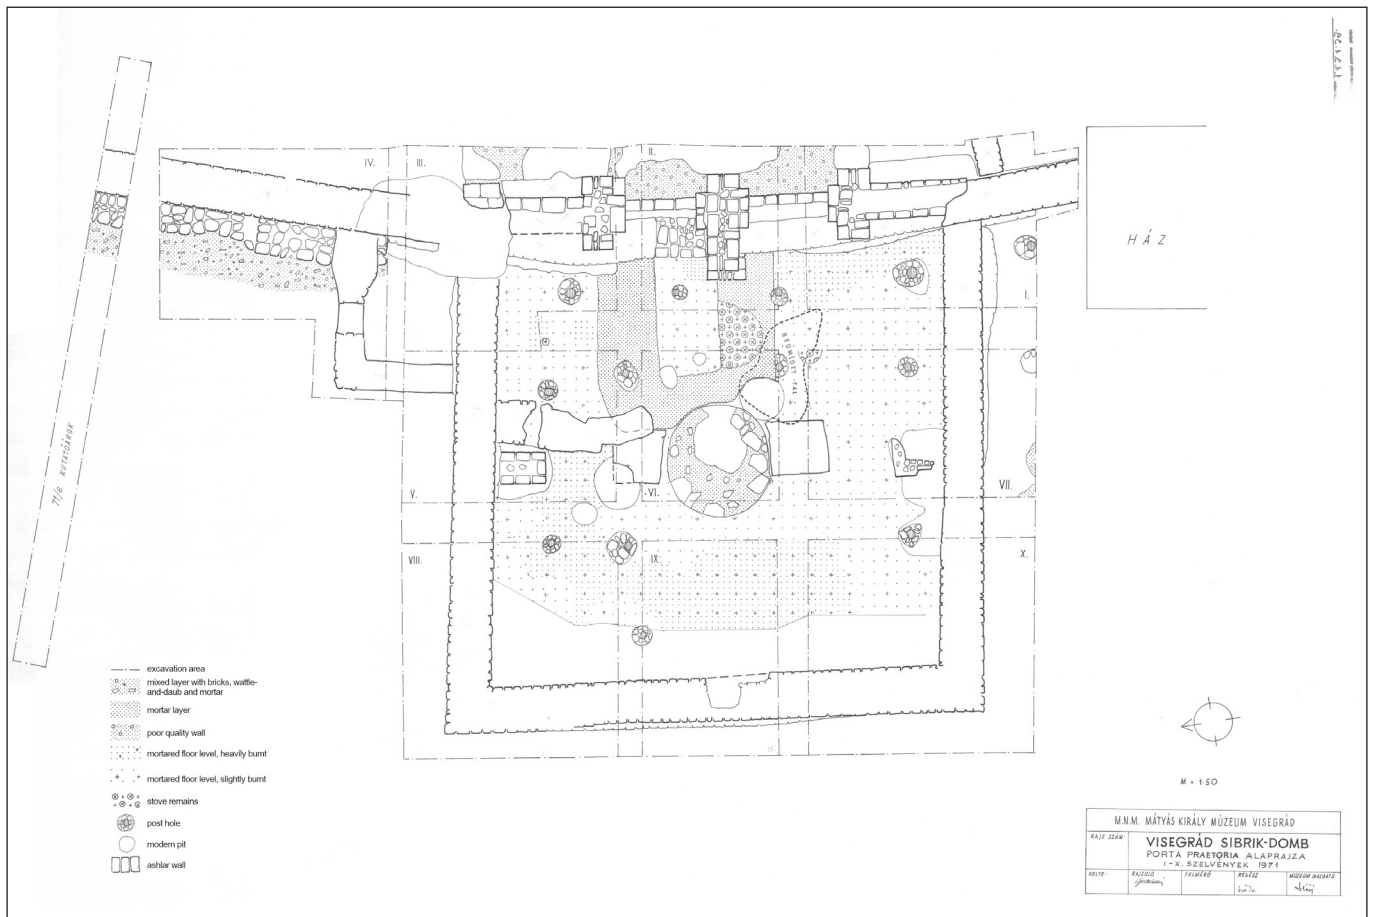 IV.
III.
II.
HÁZ
I.
BEOMLOTT FAL
71/6 KUTATÓÁROK
V.
VI.
VII.
VIII.
IX.
X.
excavation area
mixed layer with bricks, wattle-
and-daub and mortar
mortar layer
poor quality wall
mortared floor level, heavily burnt
mortared floor level, slightly burnt
stove remains
post hole
modern pit
ashlar wall
M = 1:50
M.N.M. MÁTYÁS KIRÁLY MÚZEUM VISEGRÁD
RAJZ SZÁM:
VISEGRÁD SIBRIK-DOMB
PORTA PRAETORIA ALAPRAJZA
I-X. SZELVÉNYEK 1971
KELTE:
RAJZOLÓ
FELMÉRŐ
RÉGÉSZ
MÚZEUM IGAZGATÓ